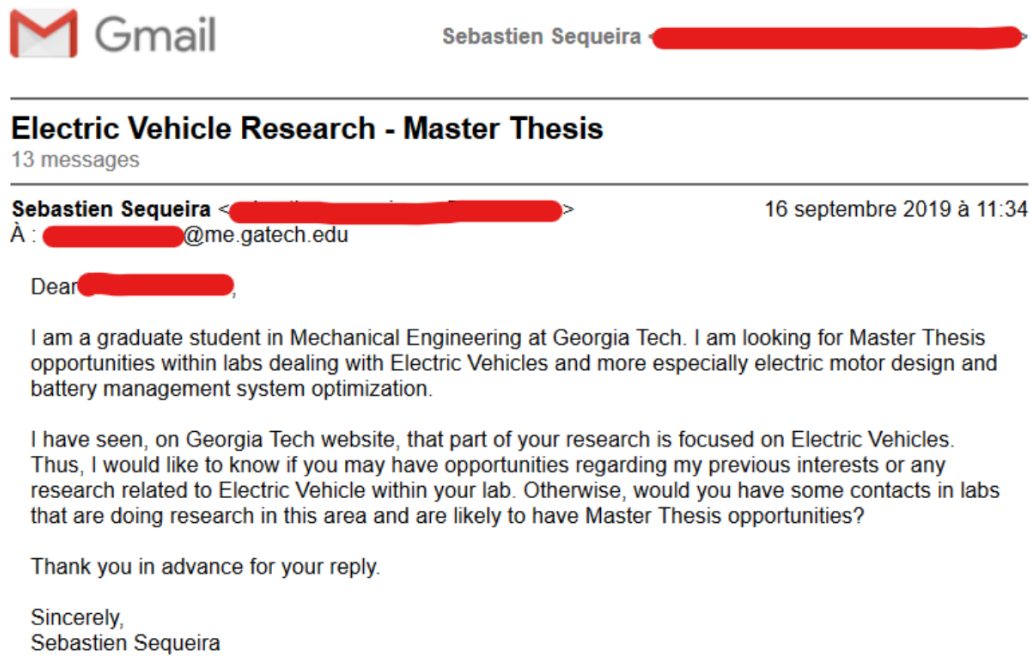 Gmail
Sebastien Sequeira <
>
Electric Vehicle Research - Master Thesis
13 messages
Sebastien Sequeira <
>
16 septembre 2019 à 11:34
À :
@me.gatech.edu
Dear
,
I am a graduate student in Mechanical Engineering at Georgia Tech. I am looking for Master Thesis
opportunities within labs dealing with Electric Vehicles and more especially electric motor design and
battery management system optimization.
I have seen, on Georgia Tech website, that part of your research is focused on Electric Vehicles.
Thus, I would like to know if you may have opportunities regarding my previous interests or any
research related to Electric Vehicle within your lab. Otherwise, would you have some contacts in labs
that are doing research in this area and are likely to have Master Thesis opportunities?
Thank you in advance for your reply.
Sincerely,
Sebastien Sequeira